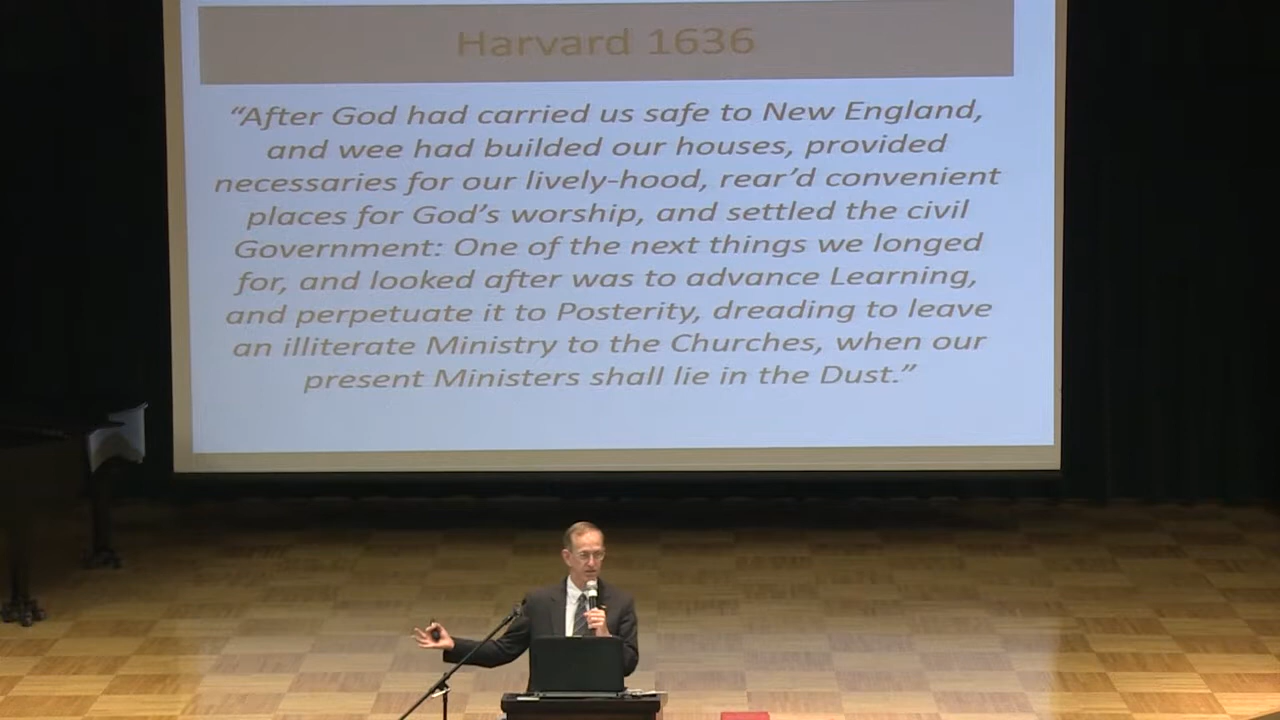 Harvard 1636
“After God had carried us safe to New England,
and wee had builded our houses, provided
necessaries for our lively-hood, rear’d convenient
places for God’s worship, and settled the civil
Government: One of the next things we longed
for, and looked after was to advance Learning,
and perpetuate it to Posterity, dreading to leave
an illiterate Ministry to the Churches, when our
present Ministers shall lie in the Dust.”